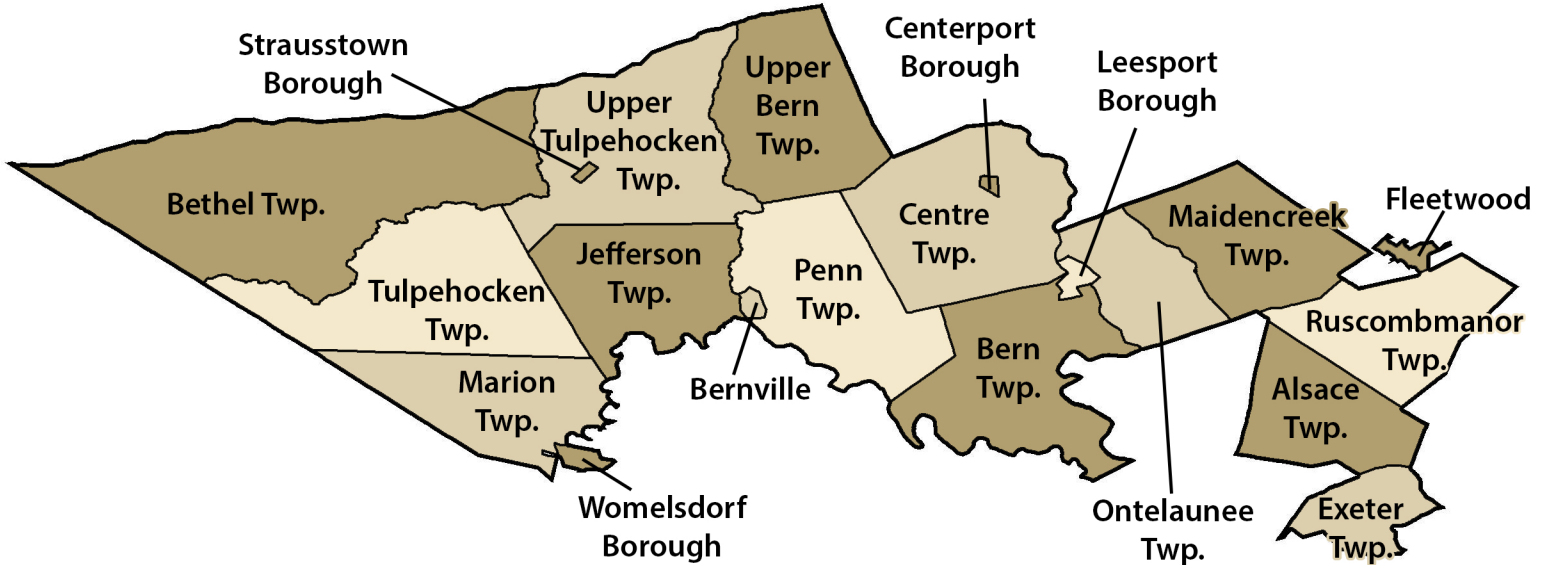 Strausstown
Borough
Centerport
Borough
Leesport
Borough
Upper
Bern
Twp.
Upper
Tulpehocken
Twp.
Bethel Twp.
Fleetwood
Maidencreek
Twp.
Centre
Twp.
Jefferson
Twp.
Penn
Twp.
Tulpehocken
Twp.
Ruscombmanor
Twp.
Bern
Twp.
Marion
Twp.
Bernville
Alsace
Twp.
Womelsdorf
Borough
Ontelaunee
Twp.
Exeter
Twp.